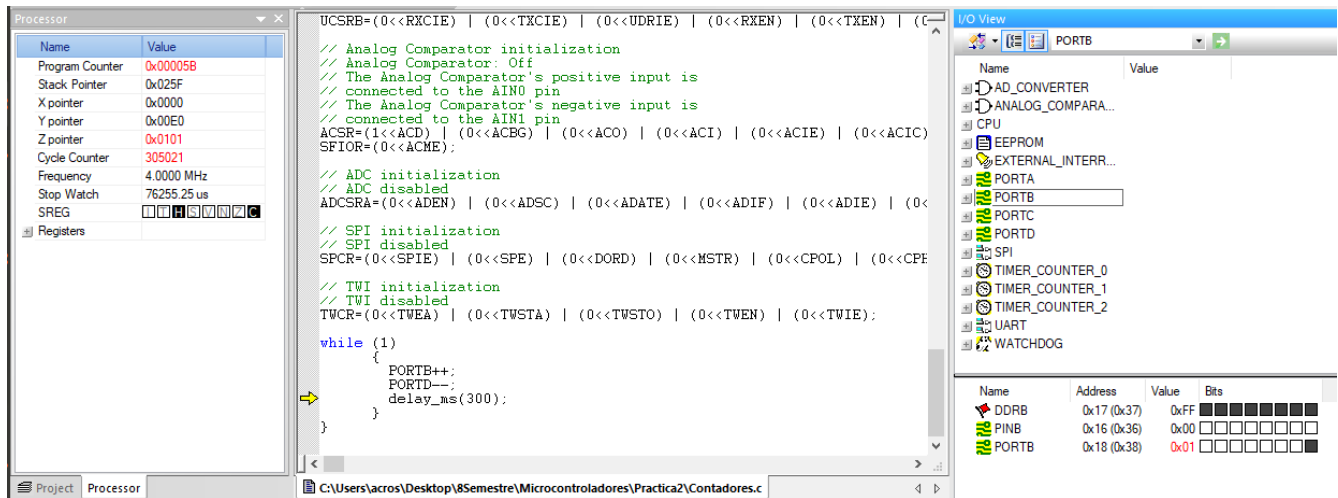 Processor
Name Value
Program Counter 0x00005B
Stack Pointer 0x025F
X pointer 0x0000
Y pointer 0x00E0
Z pointer 0x0101
Cycle Counter 305021
Frequency 4.0000 MHz
Stop Watch 76255.25 us
SREG I T H S V N Z C
Registers
Project Processor
UCSRB=(0<<RXCIE) | (0<<TXCIE) | (0<<UDRIE) | (0<<RXEN) | (0<<TXEN) |
// Analog Comparator initialization
// Analog Comparator: Off
// The Analog Comparator's positive input is
// connected to the AIN0 pin
// The Analog Comparator's negative input is
// connected to the AIN1 pin
ACSR=(1<<ACD) | (0<<ACBG) | (0<<ACO) | (0<<ACI) | (0<<ACIE) | (0<<ACIC)
SFIOR=(0<<ACME);
// ADC initialization
// ADC disabled
ADCSRA=(0<<ADEN) | (0<<ADSC) | (0<<ADATE) | (0<<ADIF) | (0<<ADIE) | (0<
// SPI initialization
// SPI disabled
SPCR=(0<<SPIE) | (0<<SPE) | (0<<DORD) | (0<<MSTR) | (0<<CPOL) |
// TWI initialization
// TWI disabled
TWCR=(0<<TWEA) | (0<<TWSTA) | (0<<TWSTO) | (0<<TWEN) | (0<<TWIE);
while (1)
{
PORTB++;
PORTD--;
delay_ms(300);
}
}
C:\Users\acros\Desktop\8Semestre\Microcontroladores\Practica2\Contadores.c
I/O View
PORTB
Name Value
AD_CONVERTER
ANALOG_COMPARA...
CPU
EEPROM
EXTERNAL_INTERR...
PORTA
PORTB
PORTC
PORTD
SPI
TIMER_COUNTER_0
TIMER_COUNTER_1
TIMER_COUNTER_2
UART
WATCHDOG
Name Address Value Bits
DDRB 0x17 (0x37) 0xFF
PINB 0x16 (0x36) 0x00
PORTB 0x18 (0x38) 0x01